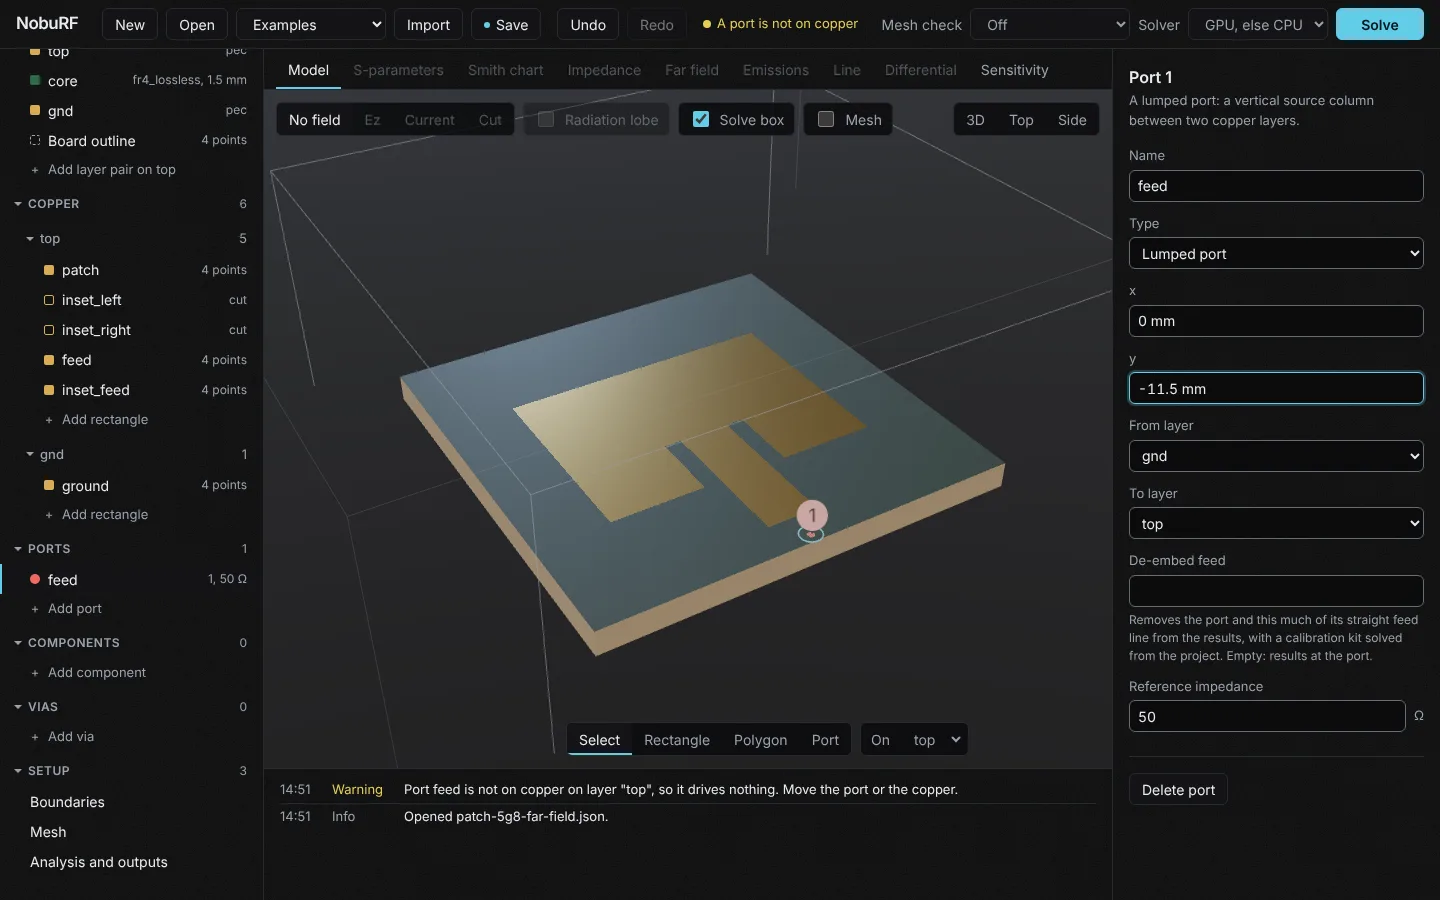 NobuRF
New
Open
Examples
Import
Save
Undo
Redo
A port is not on copper
Mesh check
Off
Solver
GPU, else CPU
Solve
top
pec
core
fr4_lossless, 1.5 mm
gnd
pec
Board outline
4 points
+ Add layer pair on top
COPPER
6
top
5
patch
4 points
inset_left
cut
inset_right
cut
feed
4 points
inset_feed
4 points
+ Add rectangle
gnd
1
ground
4 points
+ Add rectangle
PORTS
1
feed
1, 50 Ω
+ Add port
COMPONENTS
0
+ Add component
VIAS
0
+ Add via
SETUP
3
Boundaries
Mesh
Analysis and outputs
Model
S-parameters
Smith chart
Impedance
Far field
Emissions
Line
Differential
Sensitivity
No field
Ez
Current
Cut
Radiation lobe
Solve box
Mesh
3D
Top
Side
1
Select
Rectangle
Polygon
Port
On
top
14:51 Warning Port feed is not on copper on layer "top", so it drives nothing. Move the port or the copper.
14:51 Info Opened patch-5g8-far-field.json.
Port 1
A lumped port: a vertical source column
between two copper layers.
Name
feed
Type
Lumped port
x
0 mm
y
-11.5 mm
From layer
gnd
To layer
top
De-embed feed
Removes the port and this much of its straight feed
line from the results, with a calibration kit solved
from the project. Empty: results at the port.
Reference impedance
50
Ω
Delete port